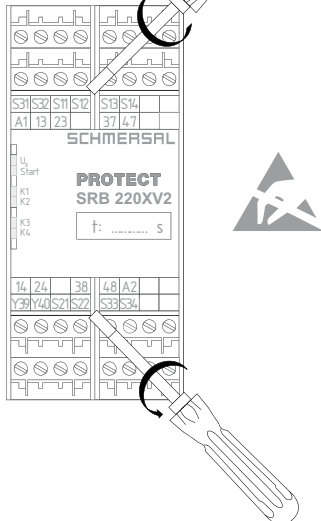 S31 S32 S11 S12 S13 S14
A1 13 23 37 47
SCHMERSAL
Uᵢ
Start
PROTECT
K1
K2
SRB 220XV2
K3
K4
t: ............ s
14 24 38 48 A2
Y39 Y40 S21 S22 S33 S34